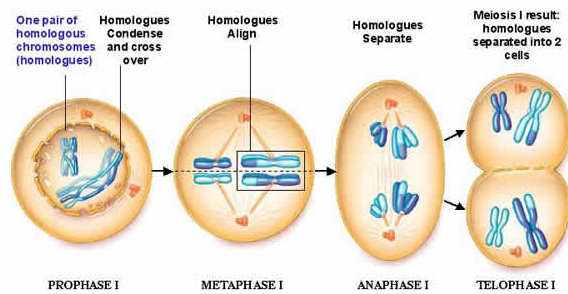 One pair of
homologous
chromosomes
(homologues)
Homologues
Condense
and cross
over
Homologues
Align
Homologues
Separate
Meiosis I result:
homologues
separated into 2
cells
PROPHASE I
METAPHASE I
ANAPHASE I
TELOPHASE I